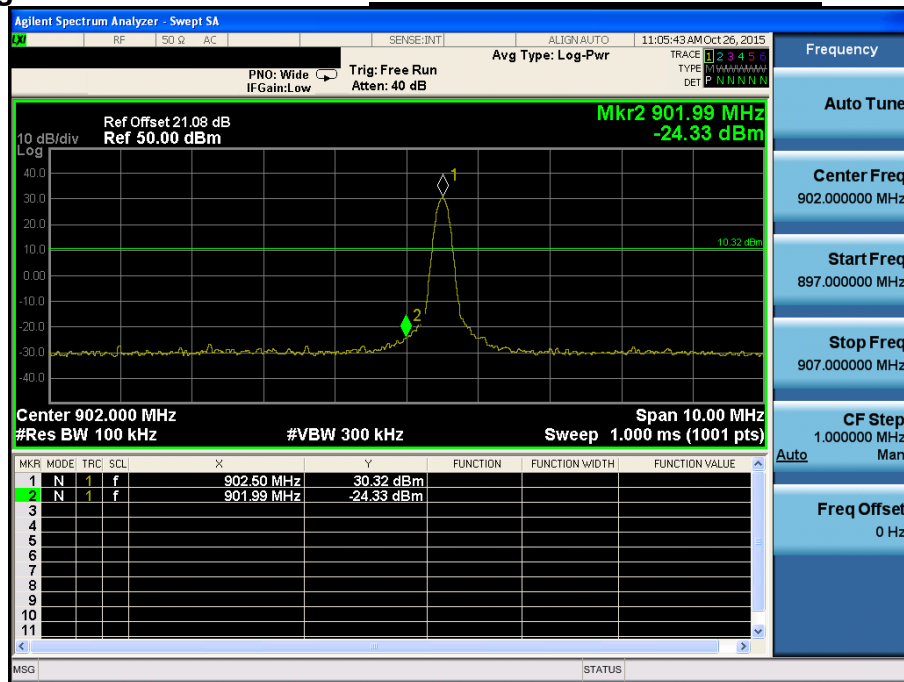 Agilent Spectrum Analyzer - Swept SA
LXI RF 50 Ω AC SENSE:INT ALIGN AUTO 11:05:43 AM Oct 26, 2015
Avg Type: Log-Pwr
TRACE 1 2 3 4 5 6
PNO: Wide Trig: Free Run TYPE M WWWWW
IFGain:Low Atten: 40 dB DET P N N N N N
Mkr2 901.99 MHz
-24.33 dBm
Ref Offset 21.08 dB
10 dB/div Ref 50.00 dBm
Log
40.0
30.0
20.0
10.0
0.00
-10.0
-20.0
-30.0
-40.0
1
10.32 dBm
2
Center 902.000 MHz Span 10.00 MHz
#Res BW 100 kHz #VBW 300 kHz Sweep 1.000 ms (1001 pts)
MKR MODE TRC SCL X Y FUNCTION FUNCTION WIDTH FUNCTION VALUE
1 N 1 f 902.50 MHz 30.32 dBm
2 N 1 f 901.99 MHz -24.33 dBm
3
4
5
6
7
8
9
10
11
MSG STATUS
Frequency
Auto Tune
Center Freq
902.000000 MHz
Start Freq
897.000000 MHz
Stop Freq
907.000000 MHz
CF Step
1.000000 MHz
Auto Man
Freq Offset
0 Hz